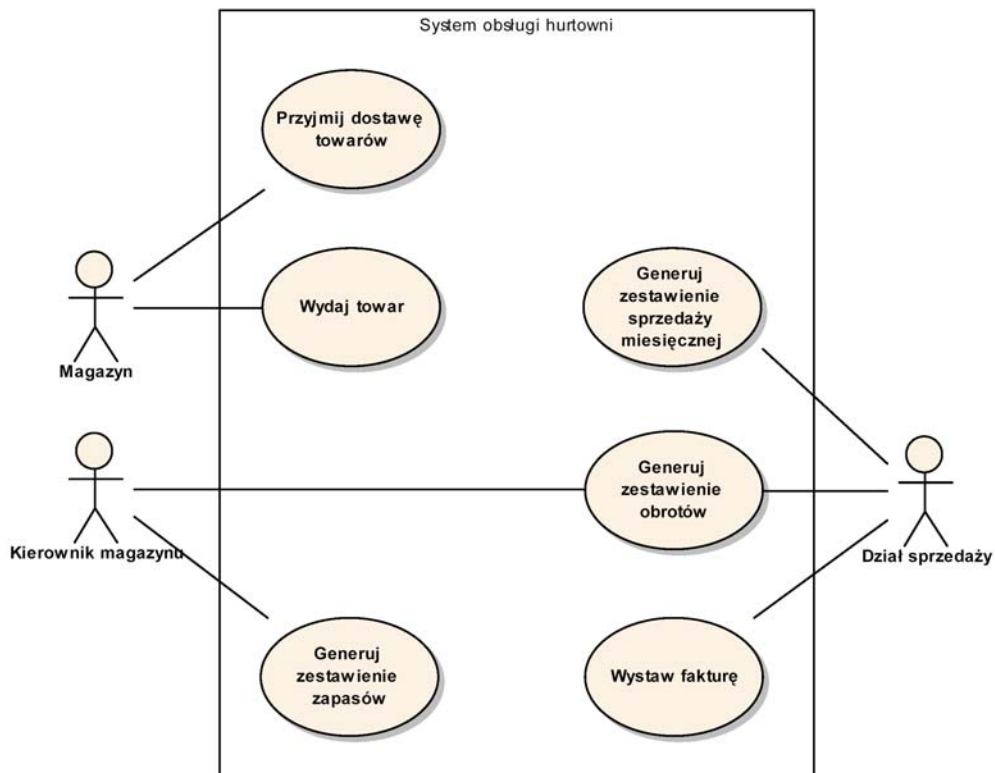 System obsługi hurtowni
Przyjmij dostawę
towarów
Wydaj towar
Generuj
zestawienie
sprzedaży
miesięcznej
Magazyn
Generuj
zestawienie
obrotów
Kierownik magazynu
Dział sprzedaży
Generuj
zestawienie
zapasów
Wystaw fakturę